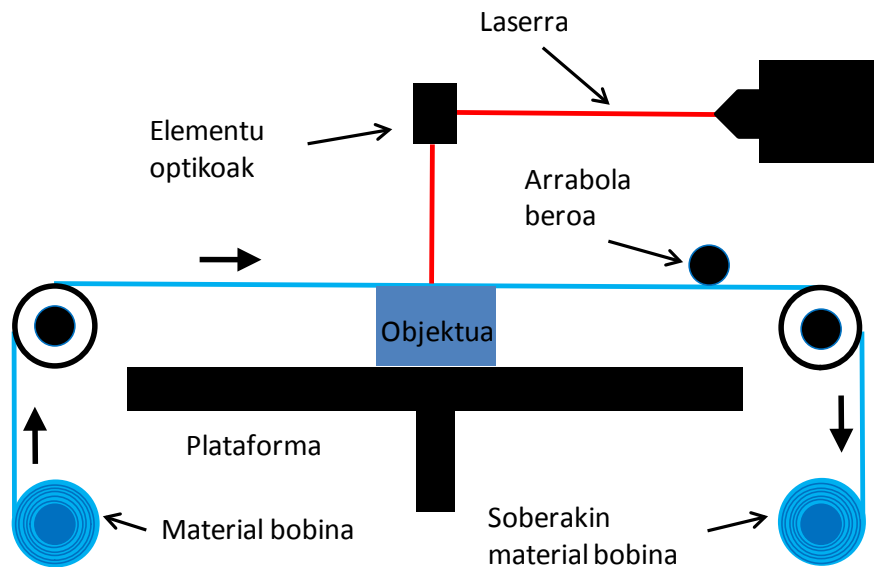 Laserra
Elementu
optikoak
Arrabola
beroa
Objektua
Plataforma
Material bobina
Soberakin
material bobina